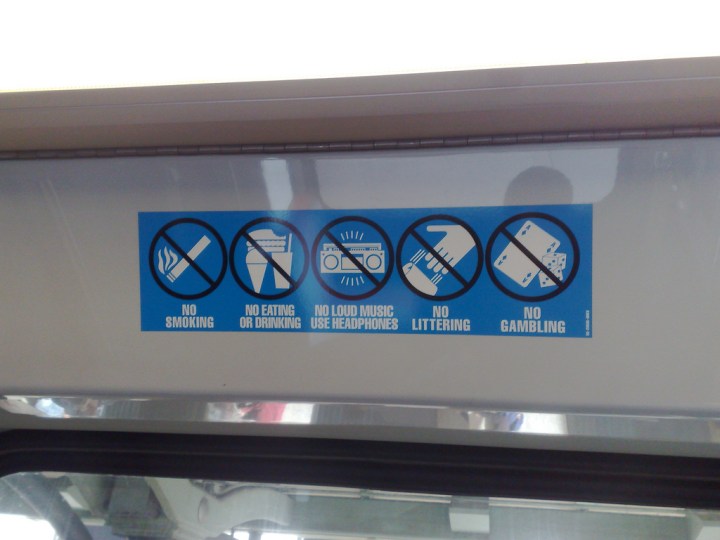 NO
SMOKING
NO EATING
OR DRINKING
NO LOUD MUSIC
USE HEADPHONES
NO
LITTERING
NO
GAMBLING